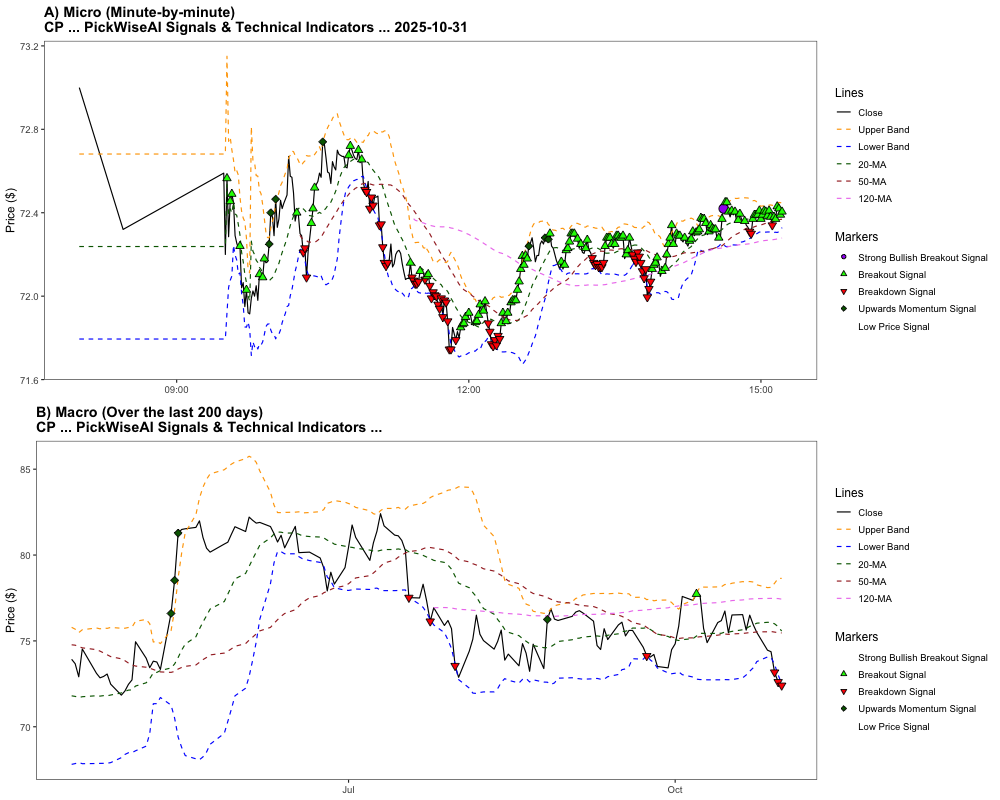 A) Micro (Minute-by-minute)
CP ... PickWiseAI Signals & Technical Indicators ... 2025-10-31
73.2
72.8
72.4
72.0
71.6
Price ($)
09:00
12:00
15:00
Lines
Close
Upper Band
Lower Band
20-MA
50-MA
120-MA
Markers
Strong Bullish Breakout Signal
Breakout Signal
Breakdown Signal
Upwards Momentum Signal
Low Price Signal
B) Macro (Over the last 200 days)
CP ... PickWiseAI Signals & Technical Indicators ...
85
80
75
70
Price ($)
Jul
Oct
Lines
Close
Upper Band
Lower Band
20-MA
50-MA
120-MA
Markers
Strong Bullish Breakout Signal
Breakout Signal
Breakdown Signal
Upwards Momentum Signal
Low Price Signal